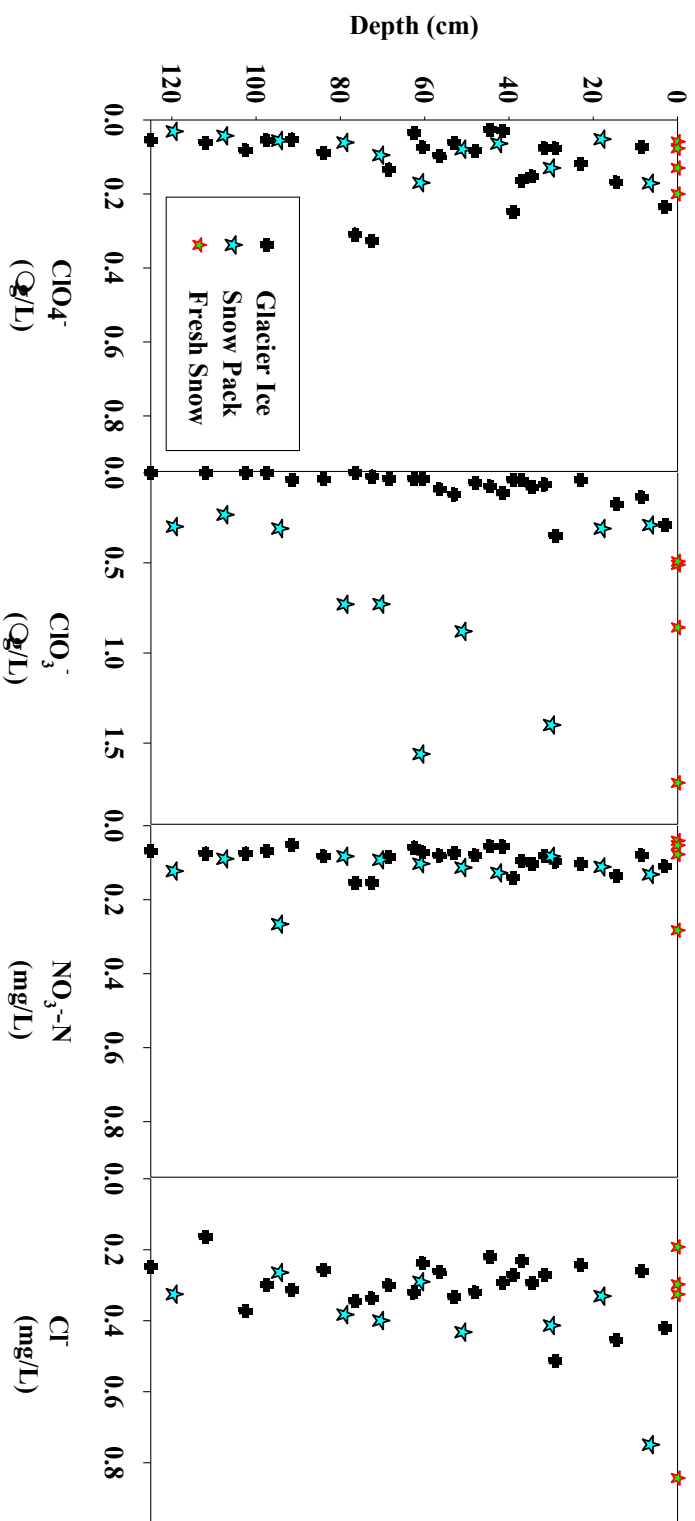 Depth (cm)
0
20
40
60
80
100
120
0.0
0.2
0.4
0.6
0.8
ClO4-
(g/L)
Glacier Ice
Snow Pack
Fresh Snow
0.0
0.5
1.0
1.5
ClO3-
(g/L)
0.0
0.2
0.4
0.6
0.8
NO3--N
(mg/L)
0.0
0.2
0.4
0.6
0.8
Cl-
(mg/L)